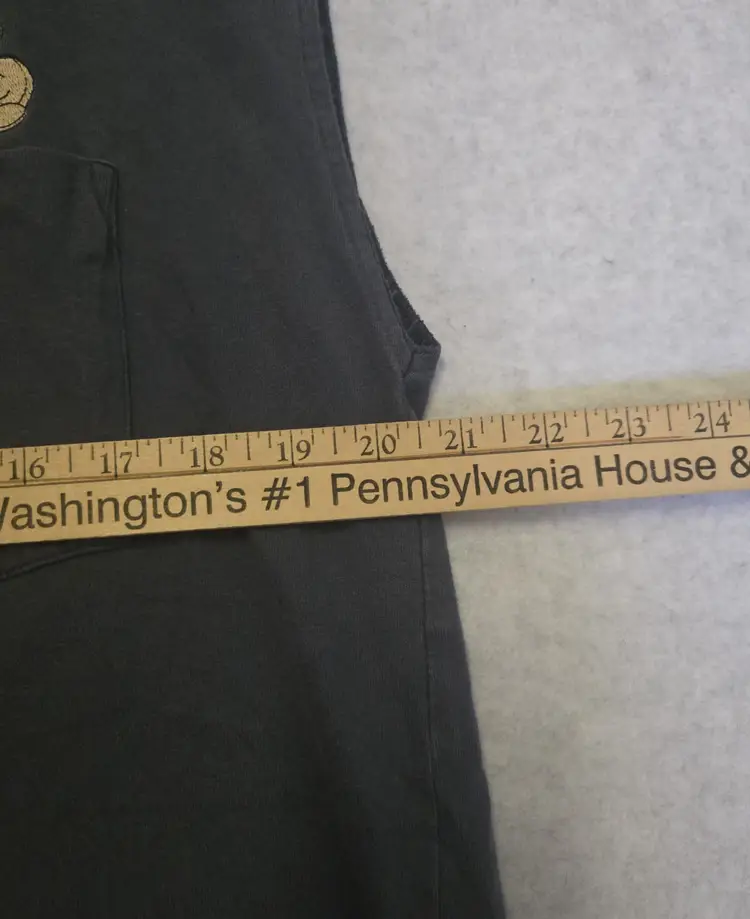 16 17 18 19 20 21 22 23 24
Washington's #1 Pennsylvania House &